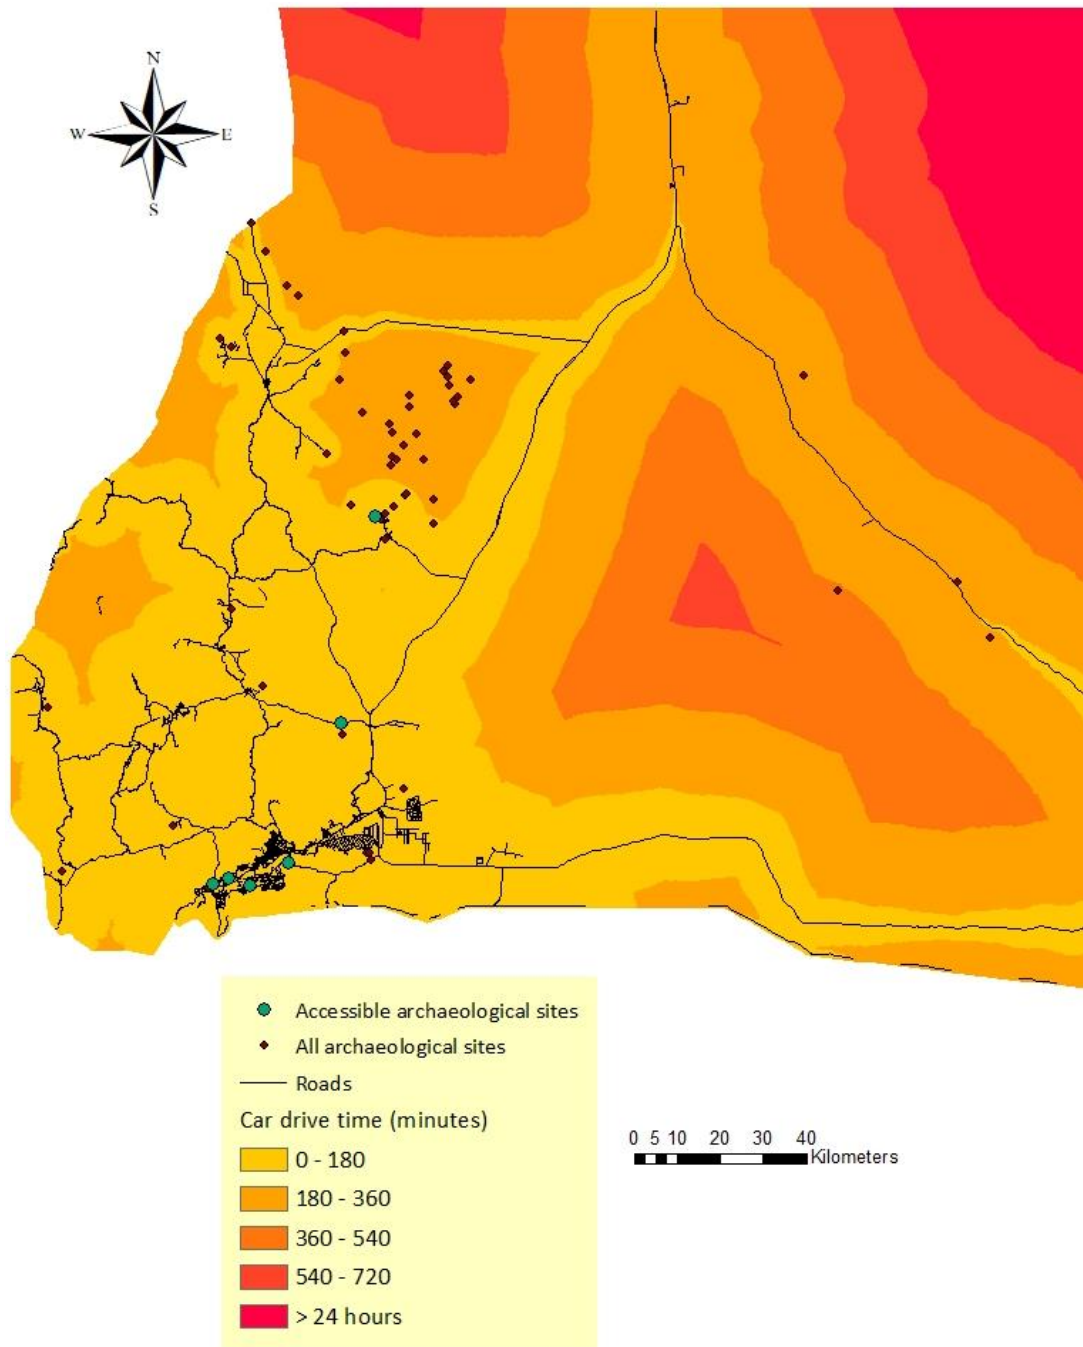 N
W E
S
Accessible archaeological sites
All archaeological sites
Roads
Car drive time (minutes)
0 - 180
180 - 360
360 - 540
540 - 720
> 24 hours
0 5 10 20 30 40
Kilometers